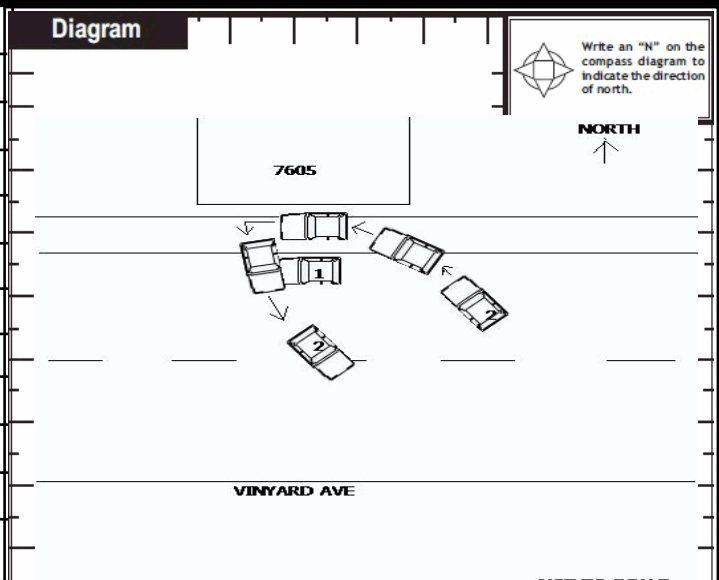 Diagram
Write an “N” on the
compass diagram to
indicate the direction
of north.
NORTH
7605
1
2
2
VINYARD AVE